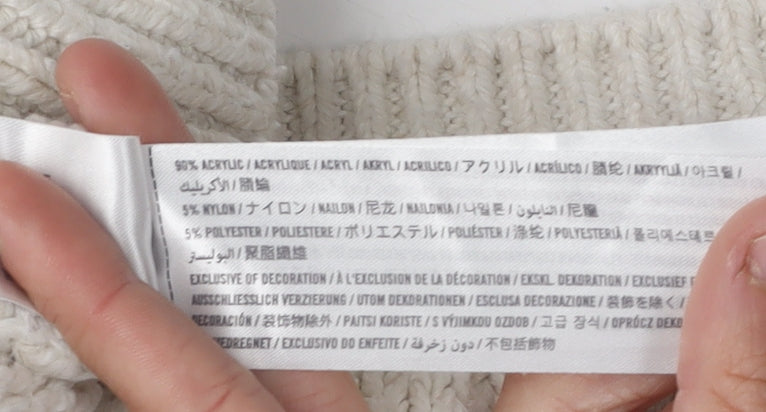 90% ACRYLIC / ACRYLIQUE / ACRYL / AKRYL / ACRILICO / アクリル / ACRÍLICO / 腈纶 / AKRYYLIÄ / 아크릴 /
الأكريليك / 腈綸
5% NYLON / ナイロン / NAILON / 尼龙 / NAILONIA / 나일론 / النايلون / 尼龍
5% POLYESTER / POLIESTERE / ポリエステル / POLIÉSTER / 涤纶 / POLYESTERIÄ / 폴리에스테르
البوليستر / 聚脂纖維
EXCLUSIVE OF DECORATION / À L'EXCLUSION DE LA DÉCORATION / EKSKL. DEKORATION / EXCLUSIEF
AUSSCHLIESSLICH VERZIERUNG / UTOM DEKORATIONEN / ESCLUSA DECORAZIONE / 装飾を除く /
DECORACIÓN / 装饰物除外 / PAITSI KORISTE / S VÝJIMKOU OZDOB / 고급 장식 / OPRÓCZ DEKO
MEDREGNET / EXCLUSIVO DO ENFEITE / دون زخرفة / 不包括飾物